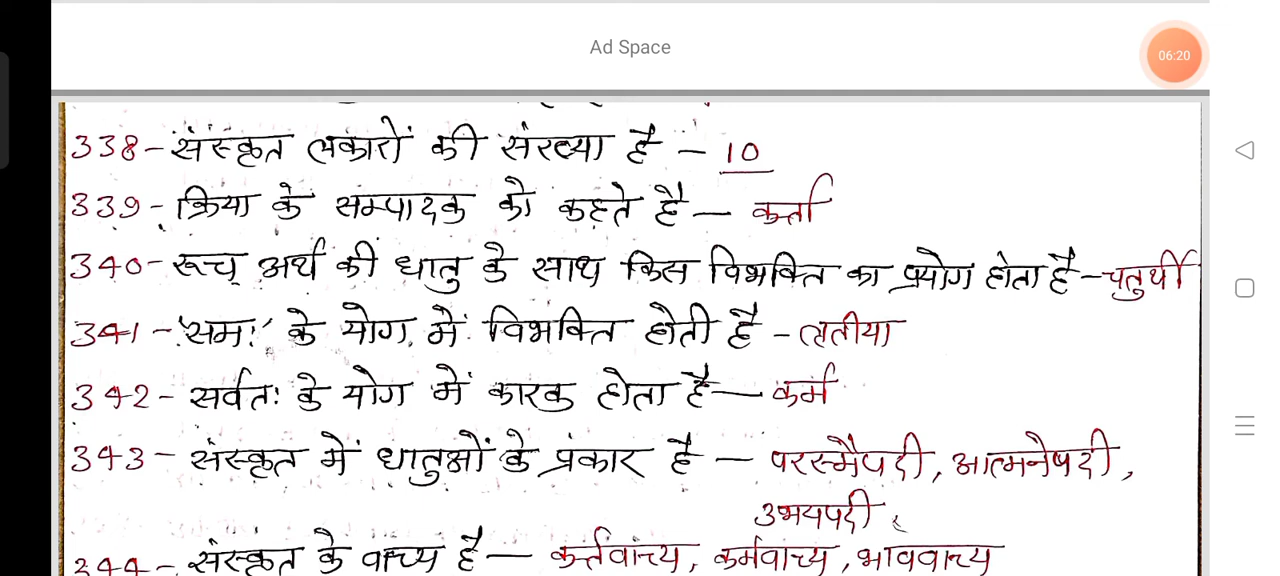 Ad Space
06:20
338- संस्कृत लकारों की संख्या है - 10
339- क्रिया के सम्पादक को कहते है - कर्त्ता
340- रूच् अर्थ की धातु के साथ किस विभक्ति का प्रयोग होता है - चतुर्थी
341- 'समः' के योग में विभक्ति होती है - तृतीया
342- सर्वतः के योग में कारक होता है - कर्म
343- संस्कृत में धातुओं के प्रकार है - परस्मैपदी, आत्मनेपदी,
उभयपदी
344- संस्कृत के वाच्य है - कर्त्तवाच्य, कर्मवाच्य, भाववाच्य